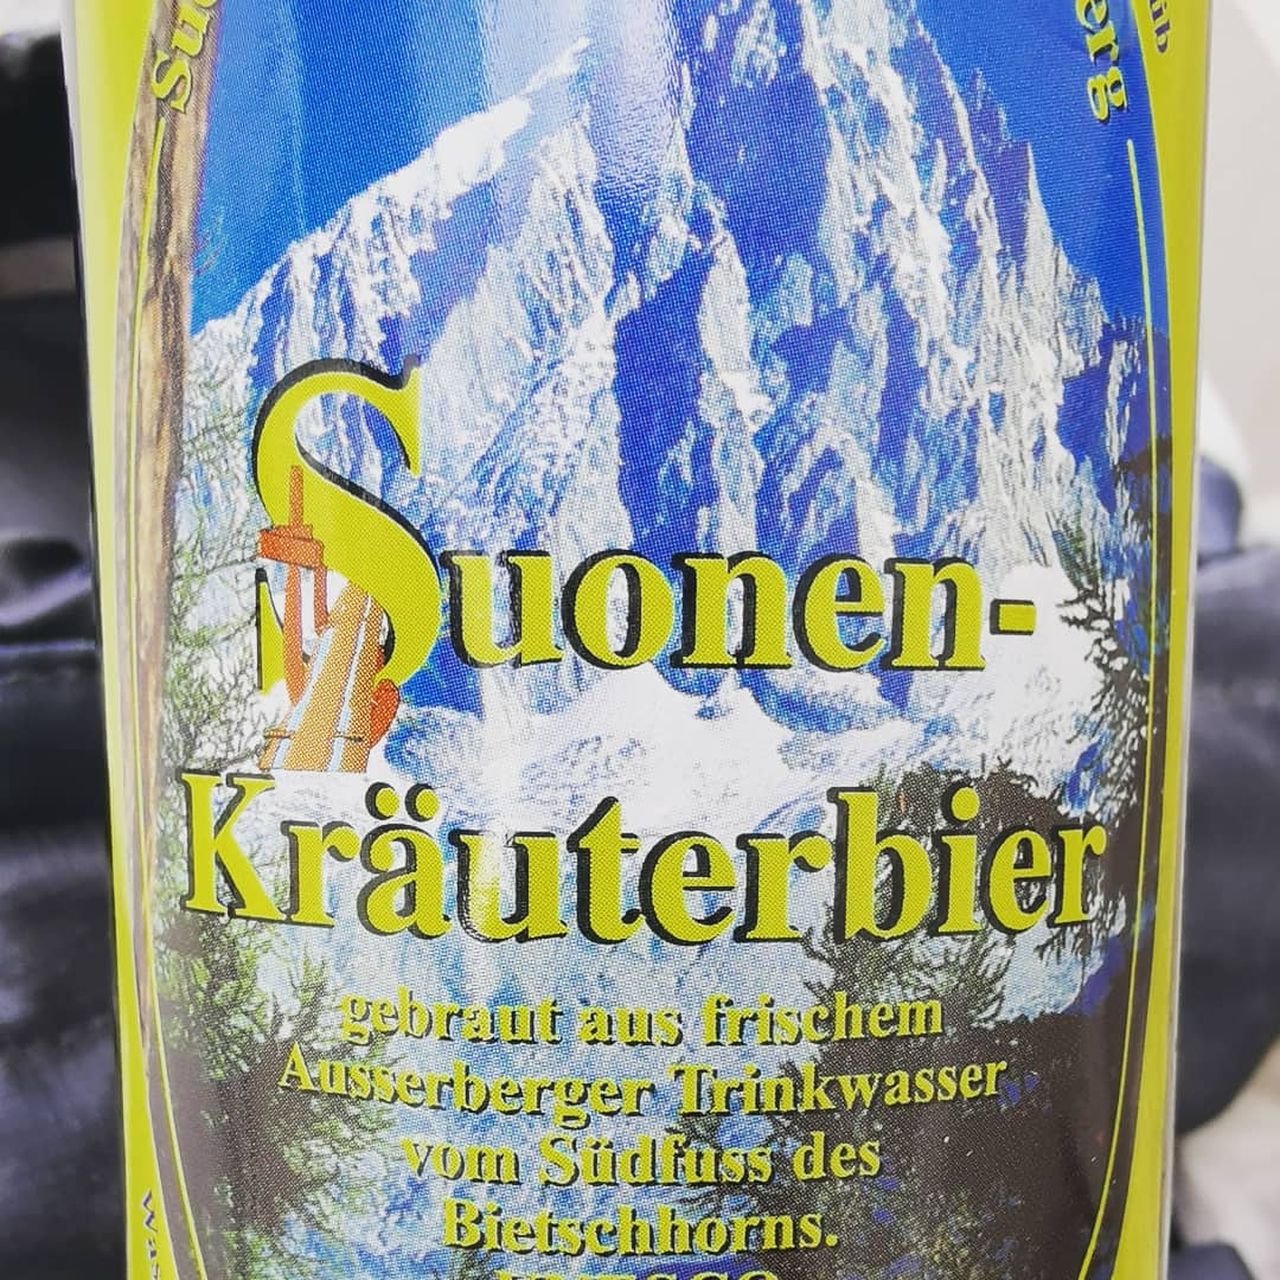 Suonen-
Kräuterbier
gebraut aus frischem
Ausserberger Trinkwasser
vom Südfuss des
Bietschhorns.